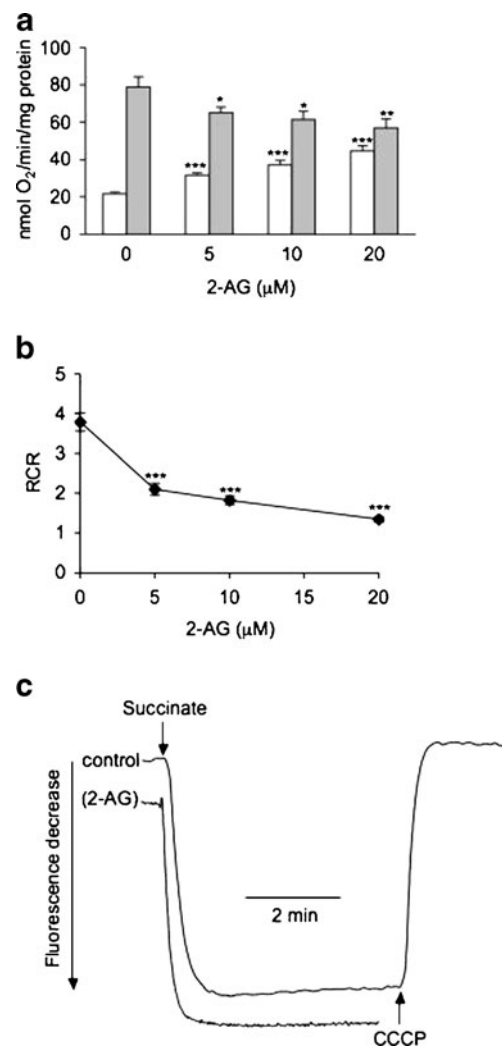 a
nmol O₂/min/mg protein
100
80
60
40
20
0
*
*
**
***
***
***
0
5
10
20
2-AG (µM)
b
RCR
5
4
3
2
1
0
***
***
***
0
5
10
15
20
2-AG (µM)
c
Succinate
control
(2-AG)
Fluorescence decrease
2 min
CCCP